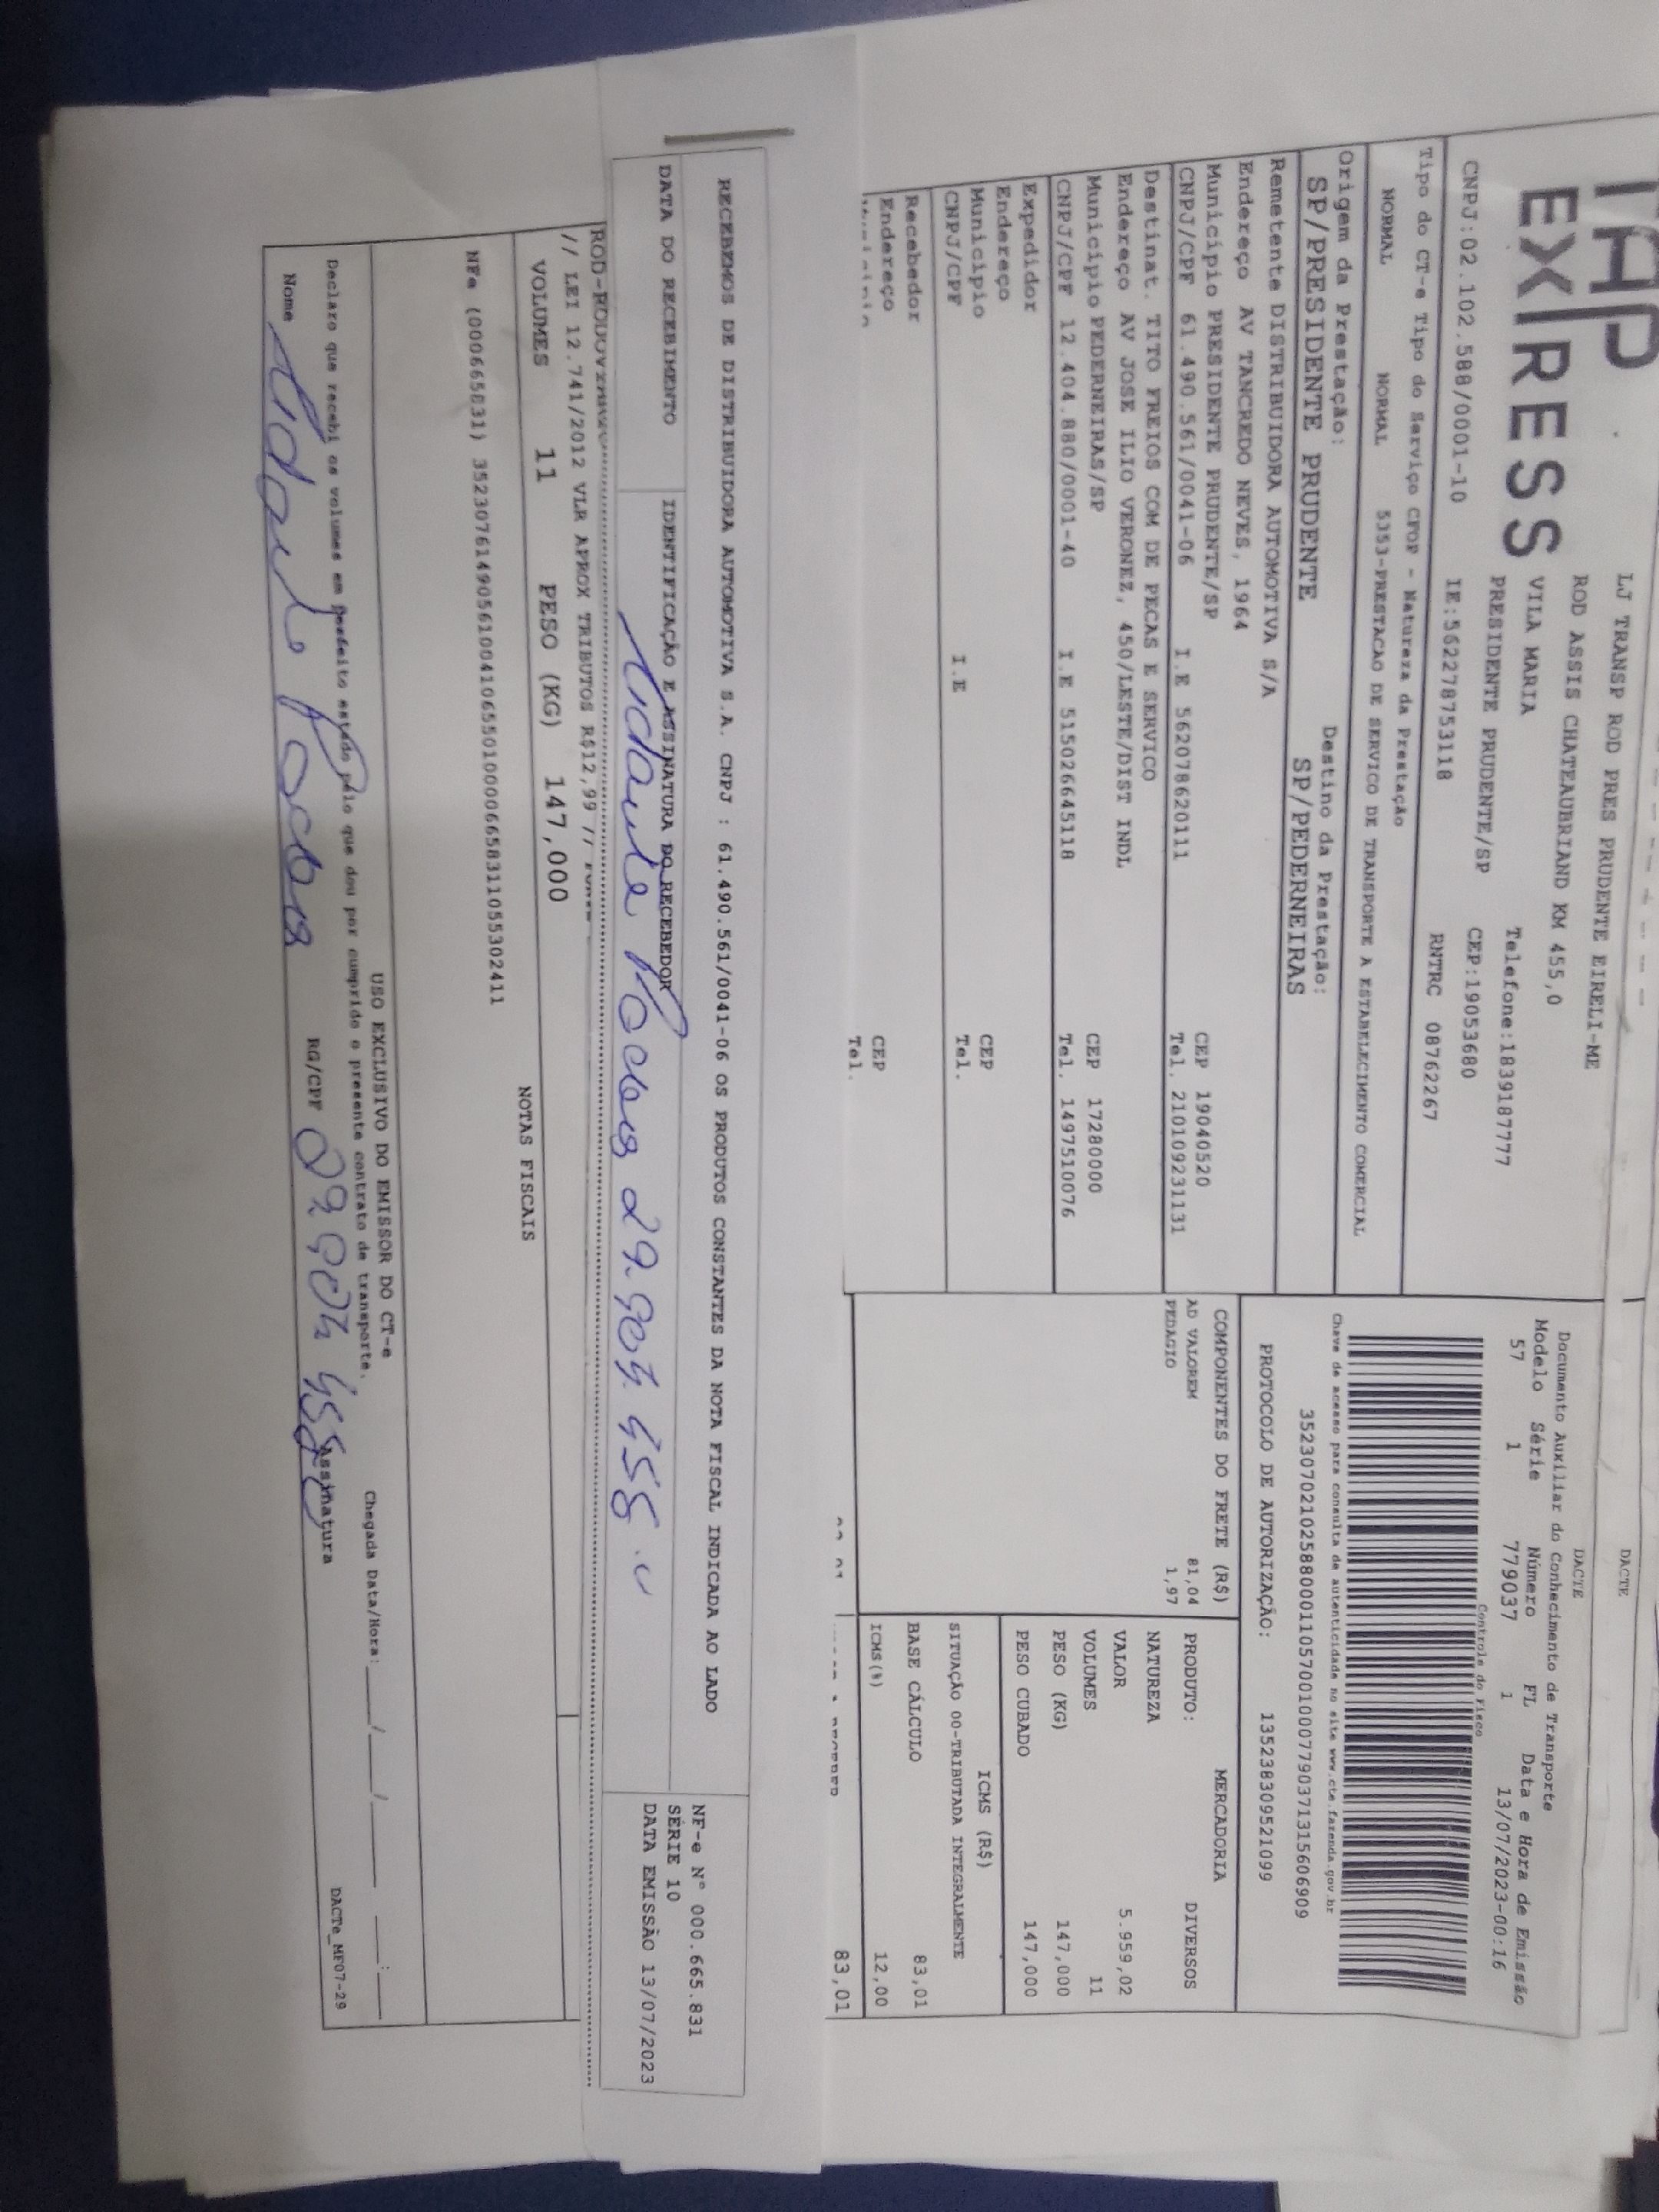 DACTE
TAP
EXPRESS
LJ TRANSP ROD PRES PRUDENTE EIRELI-ME
ROD ASSIS CHATEAUBRIAND KM 455,0
VILA MARIA
Telefone:1839187777
PRESIDENTE PRUDENTE/SP
CEP:19053680
CNPJ:02.102.588/0001-10
IE:562278753118
RNTRC 08762267
DACTE
Documento Auxiliar do Conhecimento de Transporte
Modelo Série Número FL Data e Hora de Emissão
57 1 779037 1 13/07/2023-00:16
Controle do Fisco
Chave de acesso para consulta de autenticidade no site www.cte.fazenda.gov.br
35230702102588000110570010007790371315606909
PROTOCOLO DE AUTORIZAÇÃO: 135238309521099
Tipo do CT-e Tipo do Serviço CFOP - Natureza da Prestação
NORMAL NORMAL 5353-PRESTACAO DE SERVICO DE TRANSPORTE A ESTABELECIMENTO COMERCIAL
Origem da Prestação: Destino da Prestação:
SP/PRESIDENTE PRUDENTE SP/PEDERNEIRAS
Remetente DISTRIBUIDORA AUTOMOTIVA S/A
Endereço AV TANCREDO NEVES, 1964
Municipio PRESIDENTE PRUDENTE/SP CEP 19040520
CNPJ/CPF 61.490.561/0041-06 I.E 562078620111 Tel. 210109231131
Destinat. TITO FREIOS COM DE PECAS E SERVICO
Endereço AV JOSE ILIO VERONEZ, 450/LESTE/DIST INDL
Municipio PEDERNEIRAS/SP CEP 17280000
CNPJ/CPF 12.404.880/0001-40 I.E 515026645118 Tel. 1497510076
Expedidor
Endereço
Municipio CEP
CNPJ/CPF I.E Tel.
Recebedor
Endereço CEP
Tel.
COMPONENTES DO FRETE (R$)
AD VALOREM 81,04
PEDAGIO 1,97
MERCADORIA
PRODUTO: DIVERSOS
NATUREZA
VALOR 5.959,02
VOLUMES 11
PESO (KG) 147,000
PESO CUBADO 147,000
ICMS (R$)
SITUAÇÃO 00-TRIBUTADA INTEGRALMENTE
BASE CÁLCULO 83,01
ICMS(%) 12,00
83,01
RECEBEMOS DE DISTRIBUIDORA AUTOMOTIVA S.A. CNPJ : 61.490.561/0041-06 OS PRODUTOS CONSTANTES DA NOTA FISCAL INDICADA AO LADO
DATA DO RECEBIMENTO
IDENTIFICAÇÃO E ASSINATURA DO RECEBEDOR
NF-e Nº 000.665.831
SÉRIE 10
DATA EMISSÃO 13/07/2023
// LEI 12.741/2012 VLR APROX TRIBUTOS R$12,99 //
VOLUMES 11 PESO (KG) 147,000
NOTAS FISCAIS
NFe (000665831) 35230761490561004106550100006658311055302411
USO EXCLUSIVO DO EMISSOR DO CT-e
Declaro que recebi os volumes em perfeito estado pelo que dou por cumprido o presente contrato de transporte.
Chegada Data/Hora:____/____/____ ____:____
Nome
RG/CPF
Assinatura
DACTe_MF07-29